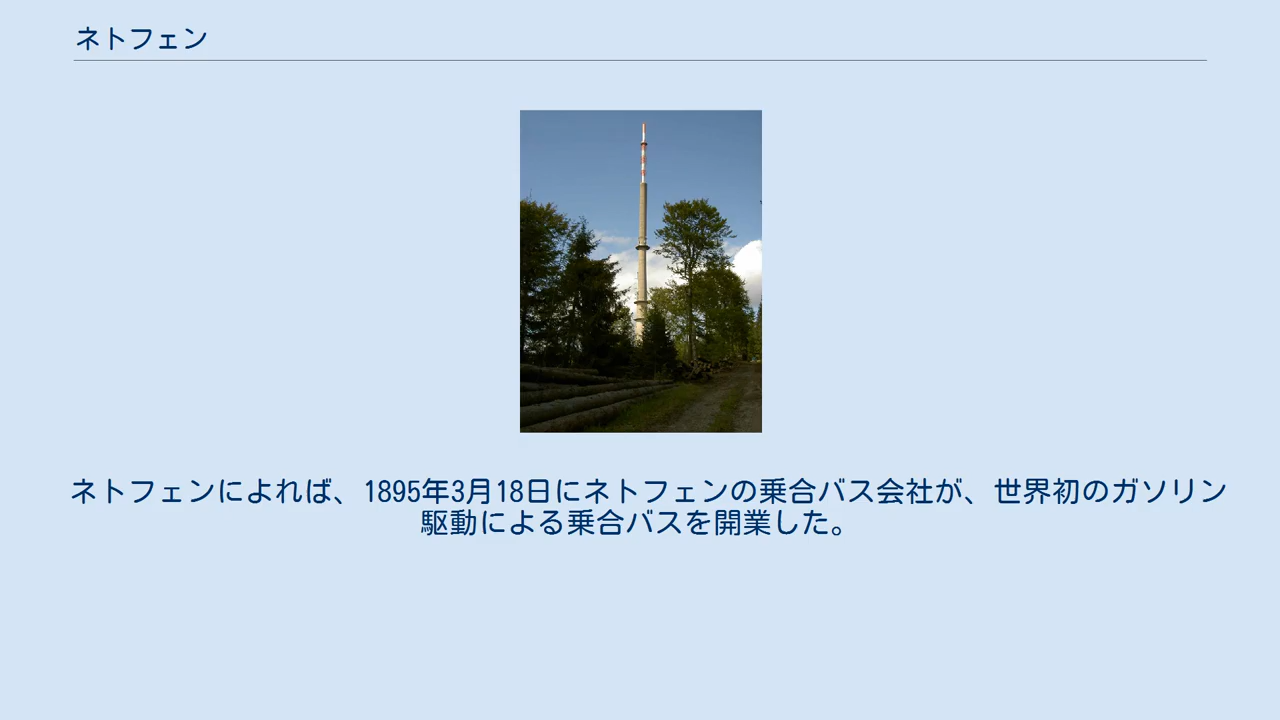 ネトフェン
ネトフェンによれば、1895年3月18日にネトフェンの乗合バス会社が、世界初のガソリン
駆動による乗合バスを開業した。